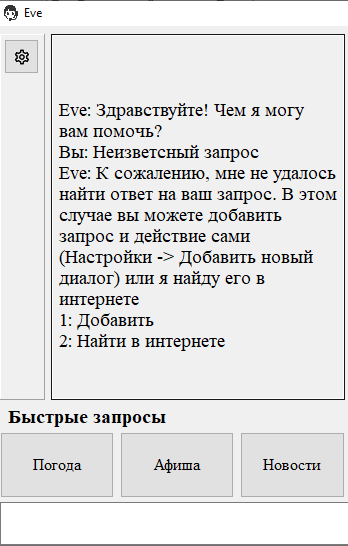 Eve
Eve: Здравствуйте! Чем я могу
вам помочь?
Вы: Неизветсный запрос
Eve: К сожалению, мне не удалось
найти ответ на ваш запрос. В этом
случае вы можете добавить
запрос и действие сами
(Настройки -> Добавить новый
диалог) или я найду его в
интернете
1: Добавить
2: Найти в интернете
Быстрые запросы
Погода
Афиша
Новости